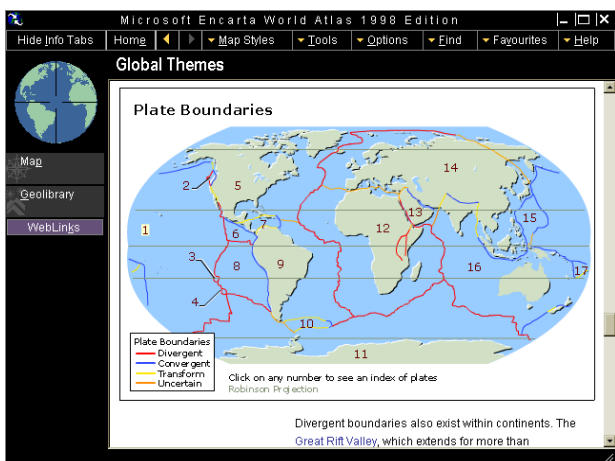 Microsoft Encarta World Atlas 1998 Edition
Hide Info Tabs Home Map Styles Tools Options Find Favourites Help
Global Themes
Map
Geolibrary
WebLinks
Plate Boundaries
14
2
5
13
15
1
7
6
12
3
8
9
16
17
4
10
11
Plate Boundaries
Divergent
Convergent
Transform
Uncertain
Click on any number to see an index of plates
Robinson Projection
Divergent boundaries also exist within continents. The
Great Rift Valley, which extends for more than